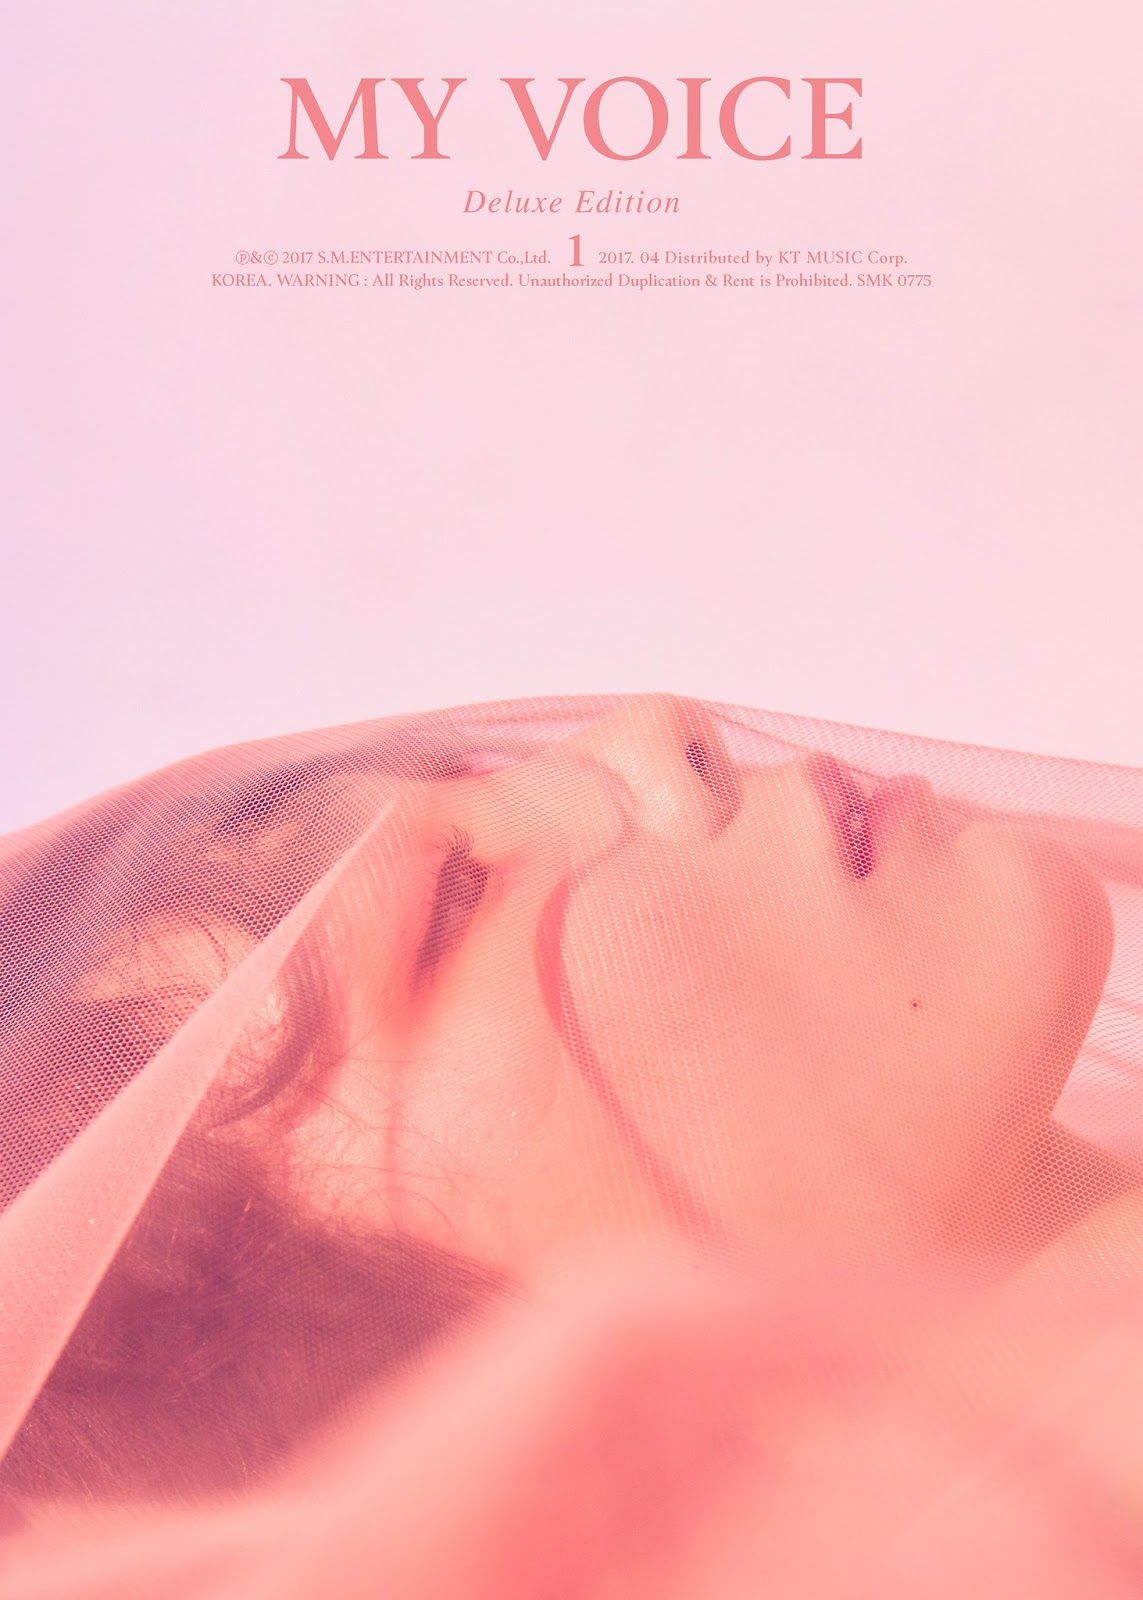 MY VOICE
Deluxe Edition
℗&© 2017 S.M.ENTERTAINMENT Co.,Ltd. 1 2017. 04 Distributed by KT MUSIC Corp.
KOREA. WARNING : All Rights Reserved. Unauthorized Duplication & Rent is Prohibited. SMK 0775